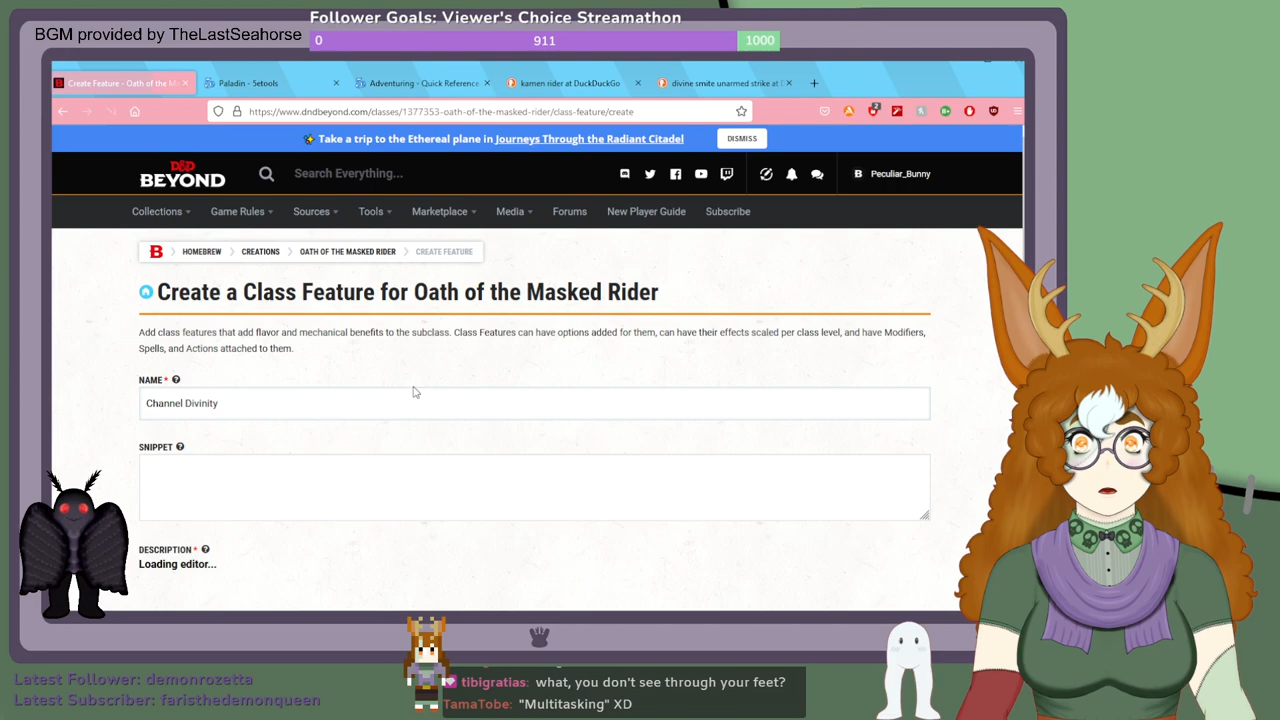 Follower Goals: Viewer's Choice Streamathon
BGM provided by TheLastSeahorse
0 911 1000
Create Feature - Oath of the Ma
Paladin - 5etools
Adventuring - Quick Reference
kamen rider at DuckDuckGo
divine smite unarmed strike at D
https://www.dndbeyond.com/classes/1377353-oath-of-the-masked-rider/class-feature/create
2
Take a trip to the Ethereal plane in Journeys Through the Radiant Citadel
DISMISS
D&D
BEYOND
Search Everything...
B Peculiar_Bunny
Collections Game Rules Sources Tools Marketplace Media Forums New Player Guide Subscribe
B HOMEBREW CREATIONS OATH OF THE MASKED RIDER CREATE FEATURE
Create a Class Feature for Oath of the Masked Rider
Add class features that add flavor and mechanical benefits to the subclass. Class Features can have options added for them, can have their effects scaled per class level, and have Modifiers,
Spells, and Actions attached to them.
NAME *
Channel Divinity
SNIPPET
DESCRIPTION *
Loading editor...
Latest Follower: demonrozetta
Latest Subscriber: faristhedemonqueen
tibigratias: what, you don't see through your feet?
TamaTobe: "Multitasking" XD